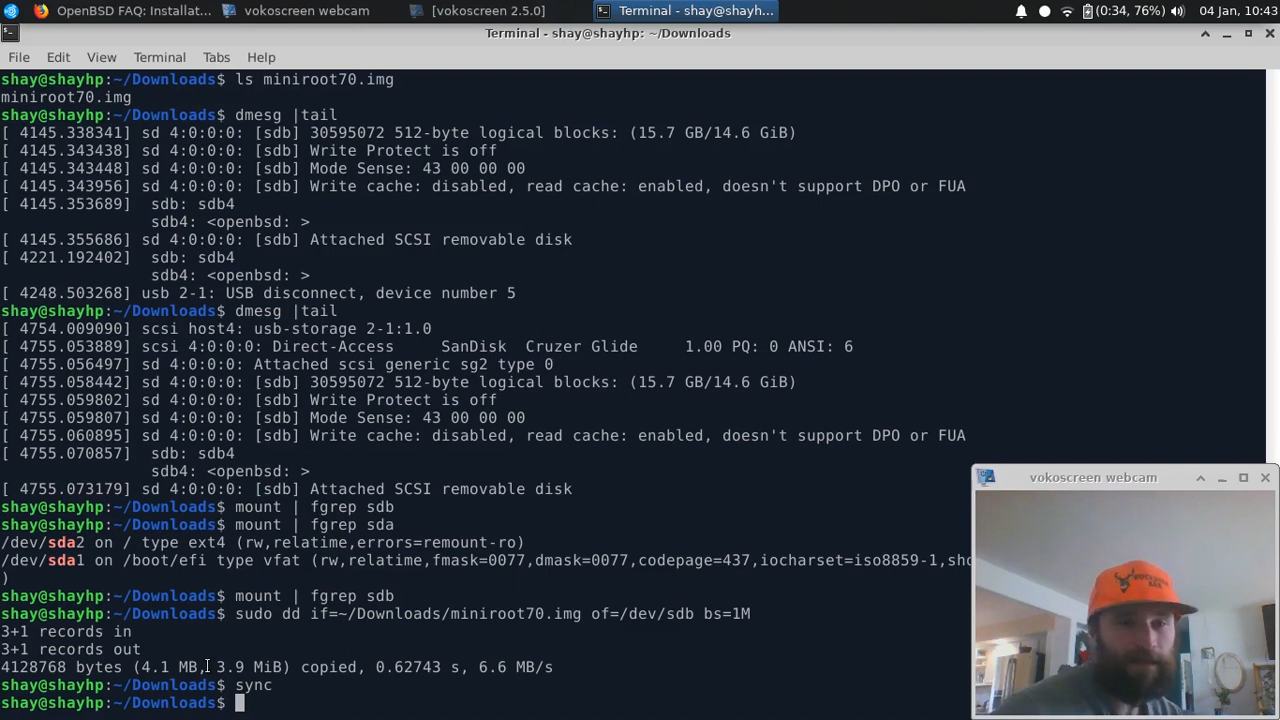 OpenBSD FAQ: Installat...
vokoscreen webcam
[vokoscreen 2.5.0]
Terminal - shay@shayhp:...
(0:34, 76%)
04 Jan, 10:43
Terminal - shay@shayhp: ~/Downloads
File Edit View Terminal Tabs Help
shay@shayhp:~/Downloads$ ls miniroot70.img
miniroot70.img
shay@shayhp:~/Downloads$ dmesg |tail
[ 4145.338341] sd 4:0:0:0: [sdb] 30595072 512-byte logical blocks: (15.7 GB/14.6 GiB)
[ 4145.343438] sd 4:0:0:0: [sdb] Write Protect is off
[ 4145.343448] sd 4:0:0:0: [sdb] Mode Sense: 43 00 00 00
[ 4145.343956] sd 4:0:0:0: [sdb] Write cache: disabled, read cache: enabled, doesn't support DPO or FUA
[ 4145.353689]  sdb: sdb4
sdb4: <openbsd: >
[ 4145.355686] sd 4:0:0:0: [sdb] Attached SCSI removable disk
[ 4221.192402]  sdb: sdb4
sdb4: <openbsd: >
[ 4248.503268] usb 2-1: USB disconnect, device number 5
shay@shayhp:~/Downloads$ dmesg |tail
[ 4754.009090] scsi host4: usb-storage 2-1:1.0
[ 4755.053889] scsi 4:0:0:0: Direct-Access     SanDisk  Cruzer Glide     1.00 PQ: 0 ANSI: 6
[ 4755.056497] sd 4:0:0:0: Attached scsi generic sg2 type 0
[ 4755.058442] sd 4:0:0:0: [sdb] 30595072 512-byte logical blocks: (15.7 GB/14.6 GiB)
[ 4755.059802] sd 4:0:0:0: [sdb] Write Protect is off
[ 4755.059807] sd 4:0:0:0: [sdb] Mode Sense: 43 00 00 00
[ 4755.060895] sd 4:0:0:0: [sdb] Write cache: disabled, read cache: enabled, doesn't support DPO or FUA
[ 4755.070857]  sdb: sdb4
sdb4: <openbsd: >
[ 4755.073179] sd 4:0:0:0: [sdb] Attached SCSI removable disk
shay@shayhp:~/Downloads$ mount | fgrep sdb
shay@shayhp:~/Downloads$ mount | fgrep sda
/dev/sda2 on / type ext4 (rw,relatime,errors=remount-ro)
/dev/sda1 on /boot/efi type vfat (rw,relatime,fmask=0077,dmask=0077,codepage=437,iocharset=iso8859-1,sho
)
shay@shayhp:~/Downloads$ mount | fgrep sdb
shay@shayhp:~/Downloads$ sudo dd if=~/Downloads/miniroot70.img of=/dev/sdb bs=1M
3+1 records in
3+1 records out
4128768 bytes (4.1 MB, 3.9 MiB) copied, 0.62743 s, 6.6 MB/s
shay@shayhp:~/Downloads$ sync
shay@shayhp:~/Downloads$
vokoscreen webcam